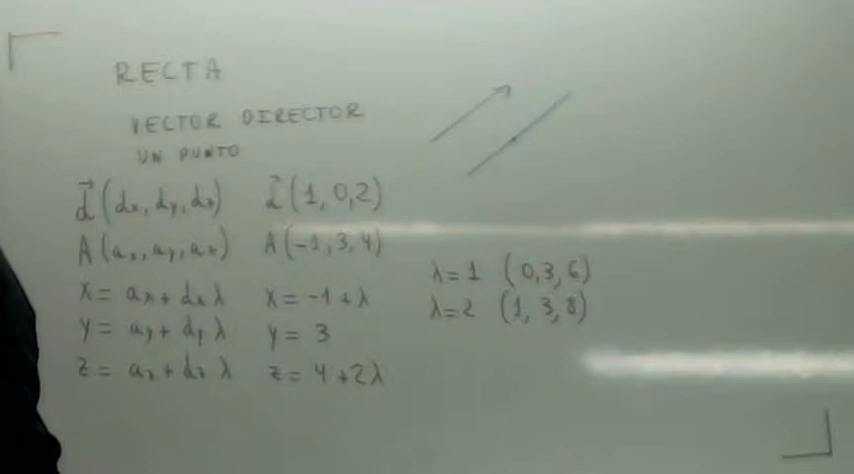 RECTA
VECTOR DIRECTOR
UN PUNTO
d⃗ (dx, dy, dz) d⃗ (1, 0, 2)
A (ax, ay, az) A (-1, 3, 4)
x = ax + dx λ x = -1 + λ
y = ay + dy λ y = 3
z = az + dz λ z = 4 + 2λ
λ = 1 (0, 3, 6)
λ = 2 (1, 3, 8)